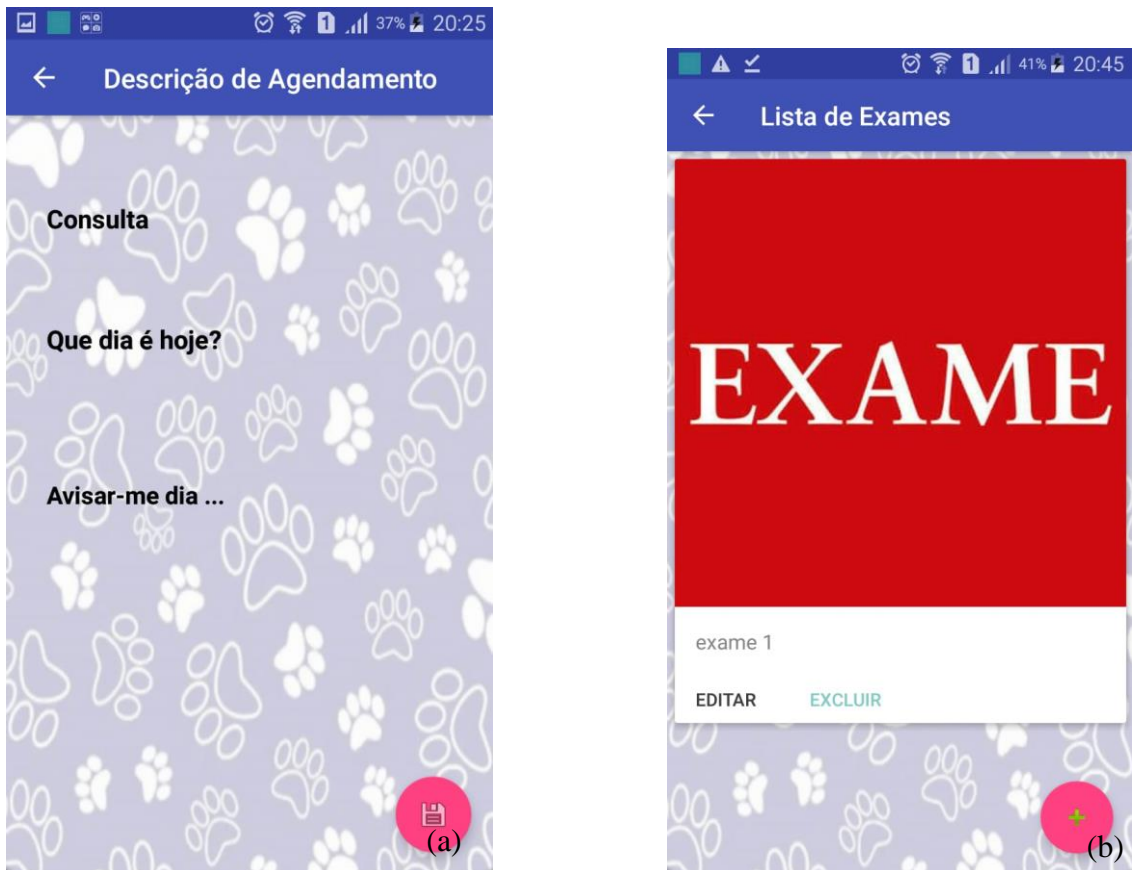 37% 20:25
Descrição de Agendamento
Consulta
Que dia é hoje?
Avisar-me dia ...
(a)
1 41% 20:45
Lista de Exames
EXAME
exame 1
EDITAR EXCLUIR
(b)